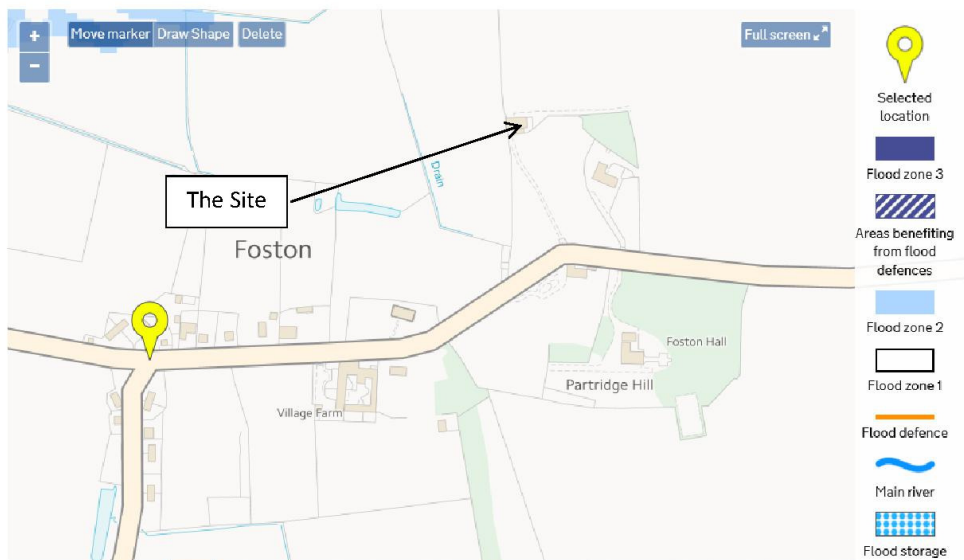 +
−
Move marker
Draw Shape
Delete
Full screen
Drain
The Site
Foston
Foston Hall
Partridge Hill
Village Farm
Selected
location
Flood zone 3
Areas benefiting
from flood
defences
Flood zone 2
Flood zone 1
Flood defence
Main river
Flood storage